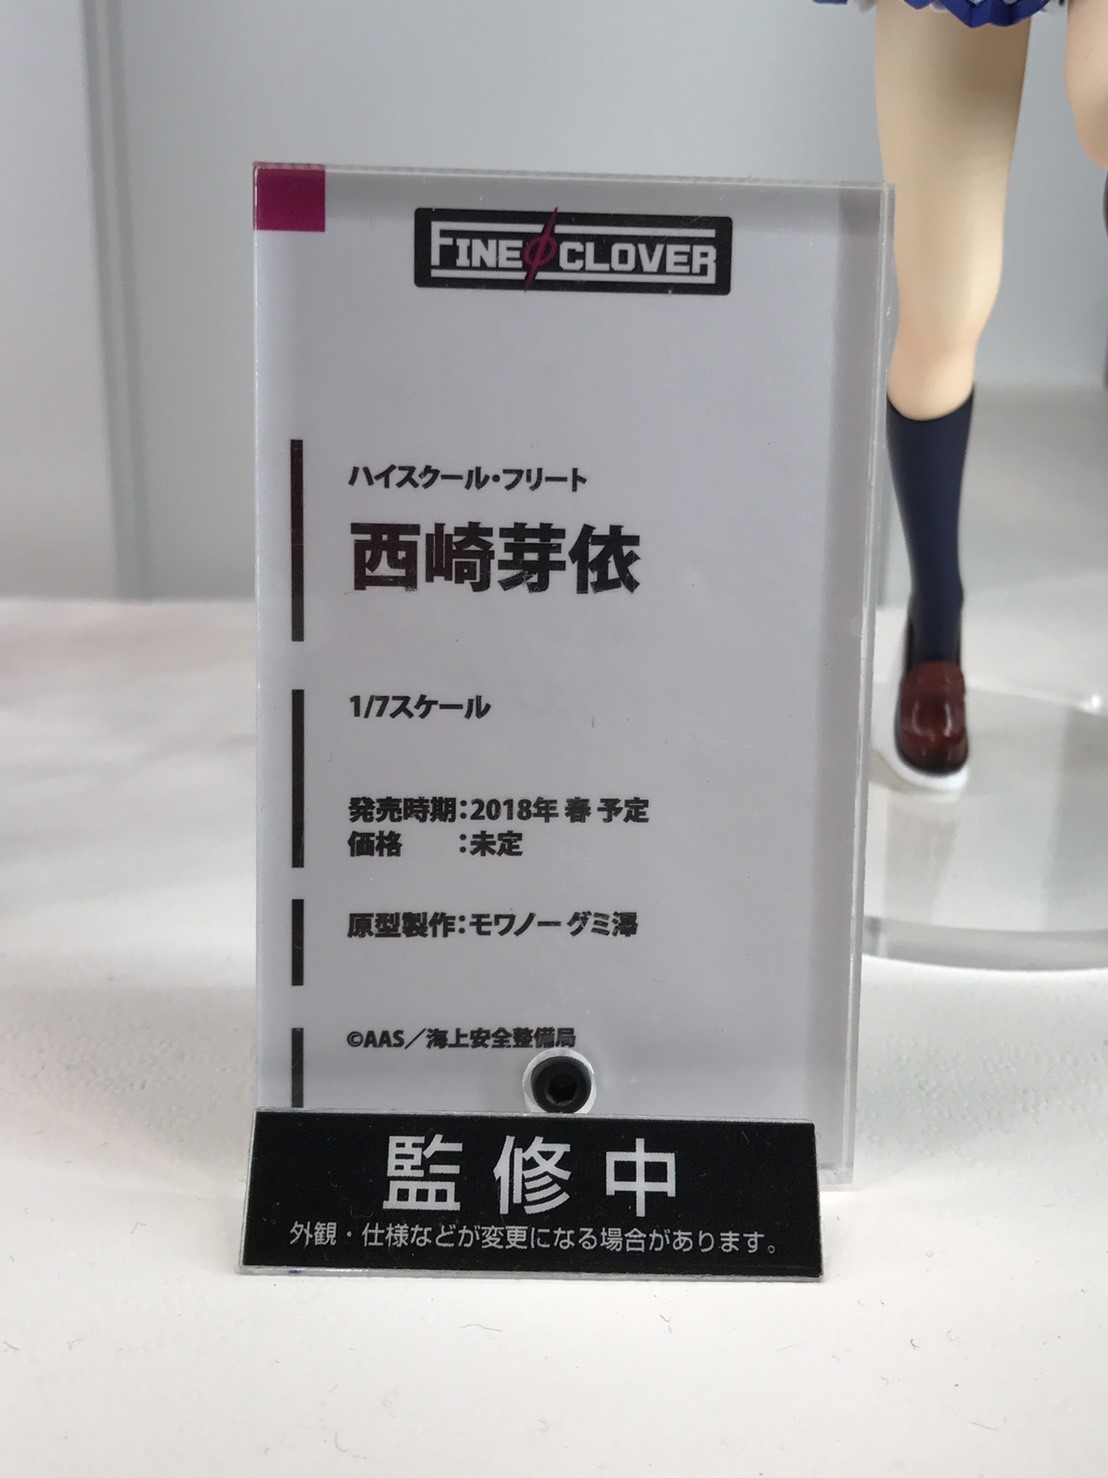 FINE CLOVER
ハイスクール・フリート
西崎芽依
1/7スケール
発売時期:2018年 春 予定
価格　　:未定
原型製作:モワノー グミ澤
©AAS／海上安全整備局
監修中
外観・仕様などが変更になる場合があります。